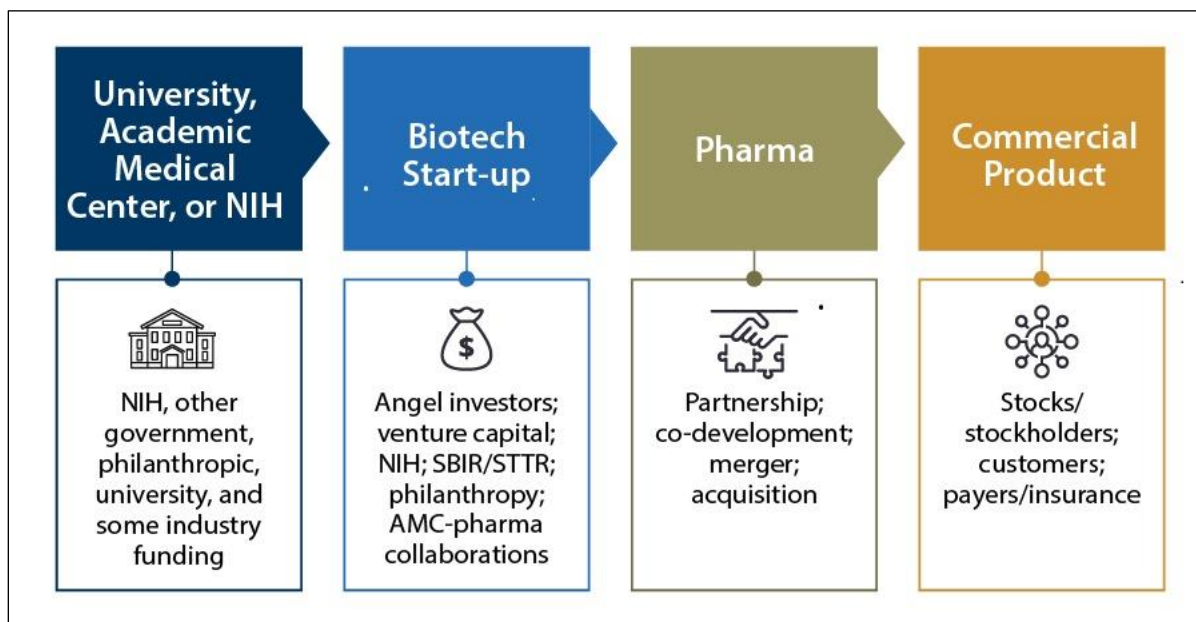 University,
Academic
Medical
Center, or NIH
Biotech
Start-up
Pharma
Commercial
Product
NIH, other
government,
philanthropic,
university, and
some industry
funding
$
Angel investors;
venture capital;
NIH; SBIR/STTR;
philanthropy;
AMC-pharma
collaborations
Partnership;
co-development;
merger;
acquisition
Stocks/
stockholders;
customers;
payers/insurance